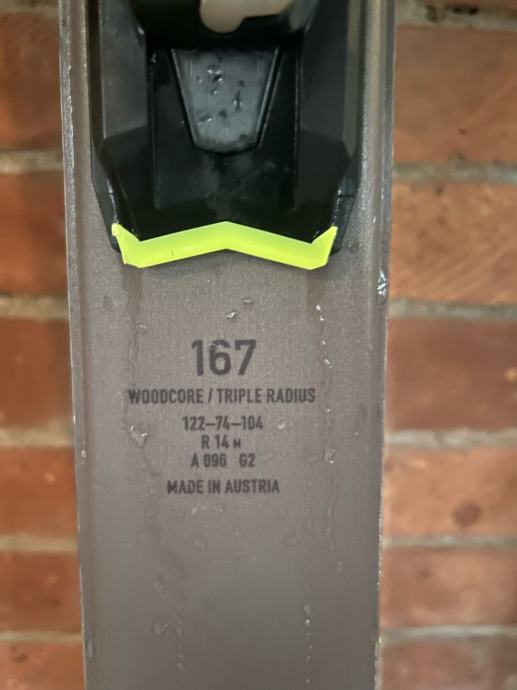 167
WOODCORE / TRIPLE RADIUS
122–74–104
R 14 M
A 096 G2
MADE IN AUSTRIA